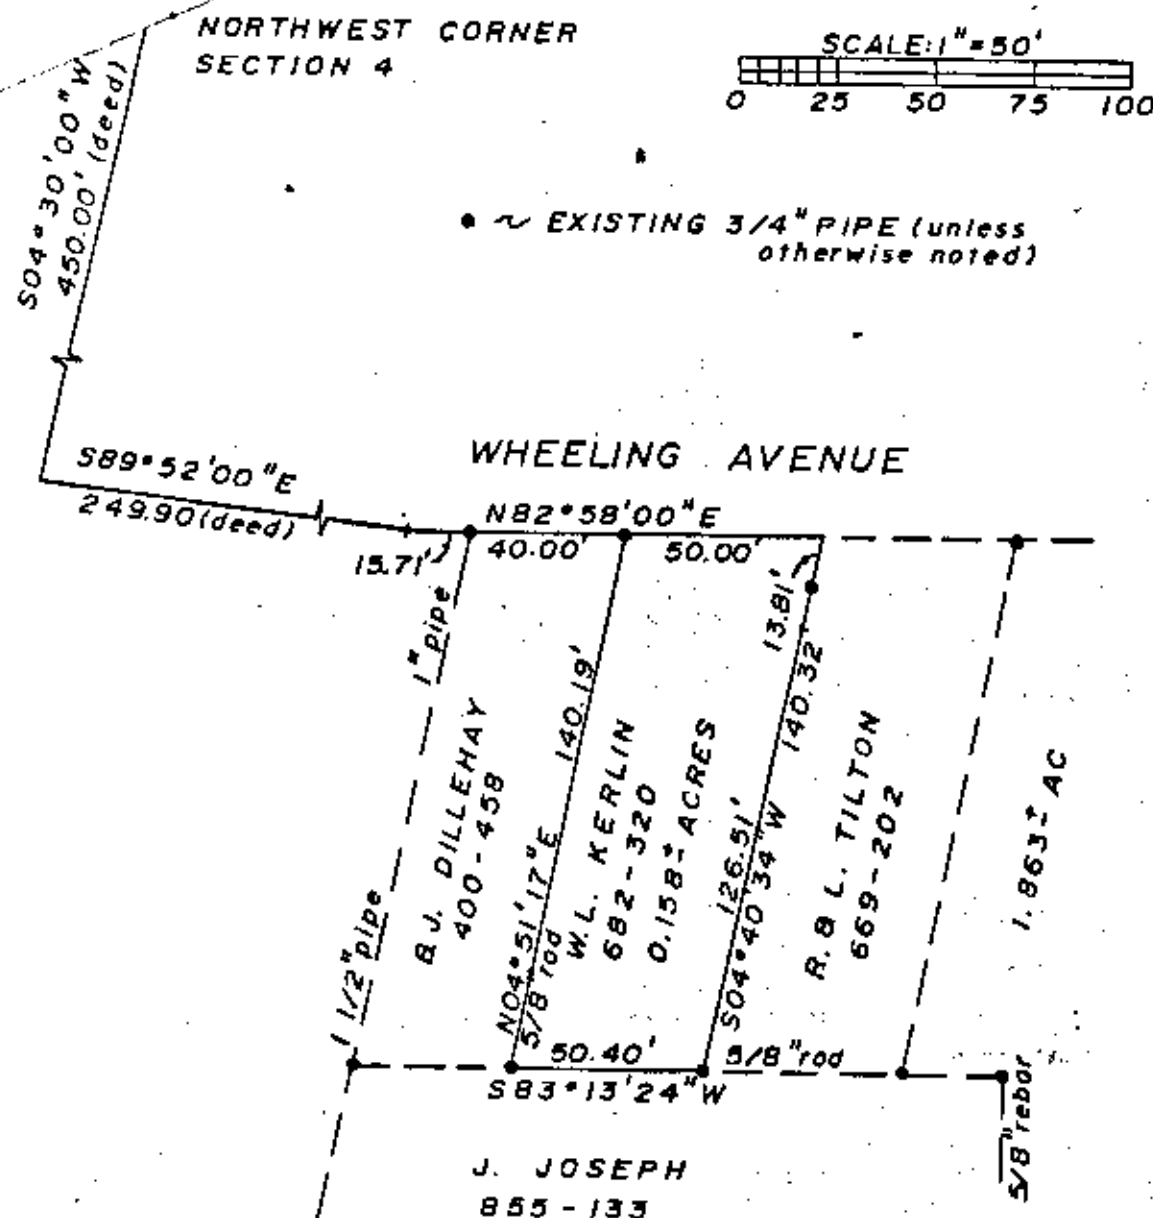 NORTHWEST CORNER
SECTION 4
SCALE: 1"=50'
0 25 50 75 100
S04°30'00"W
450.00' (deed)
~ EXISTING 3/4" PIPE (unless
otherwise noted)
WHEELING AVENUE
S89°52'00"E
249.90 (deed)
N82°58'00"E
15.71'
40.00'
50.00'
13.81'
1" pipe
140.19'
140.32'
B.J. DILLEHAY
400-458
N04°51'17"E
5/8" rod
W.L. KERLIN
682-320
0.158± ACRES
126.51'
S04°40'34"W
R. & L. TILTON
669-202
1.863± AC
1 1/2" pipe
50.40'
S83°13'24"W
5/8" rod
5/8" rebar
J. JOSEPH
855-133